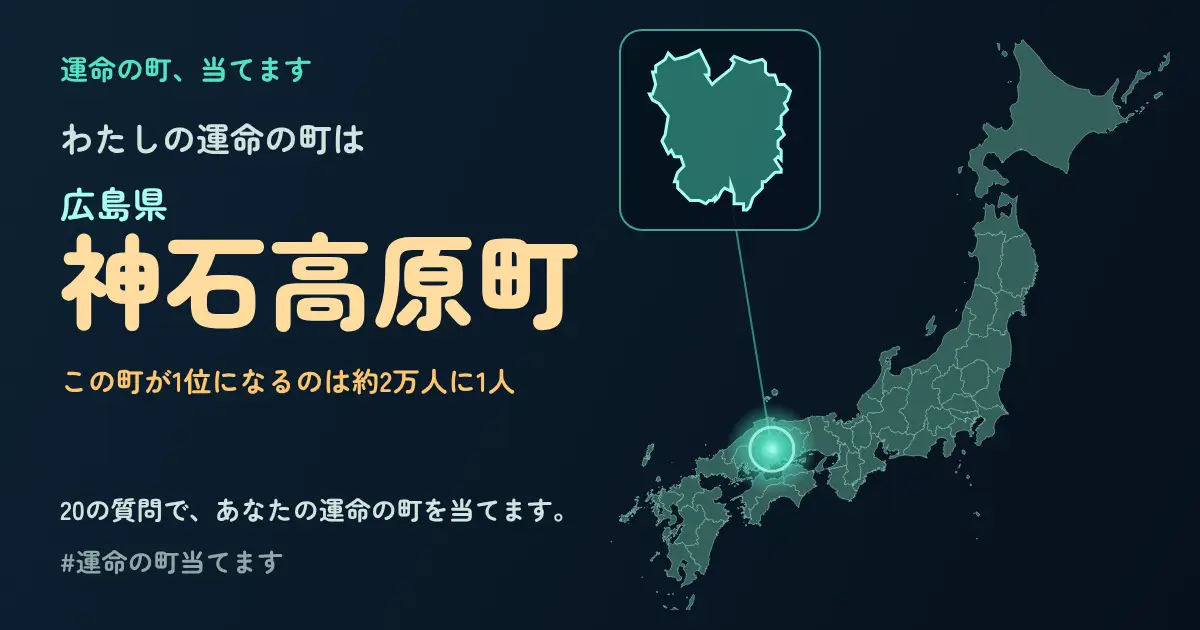 運命の町、当てます
わたしの運命の町は
広島県
神石高原町
この町が1位になるのは約2万人に1人
20の質問で、あなたの運命の町を当てます。
#運命の町当てます